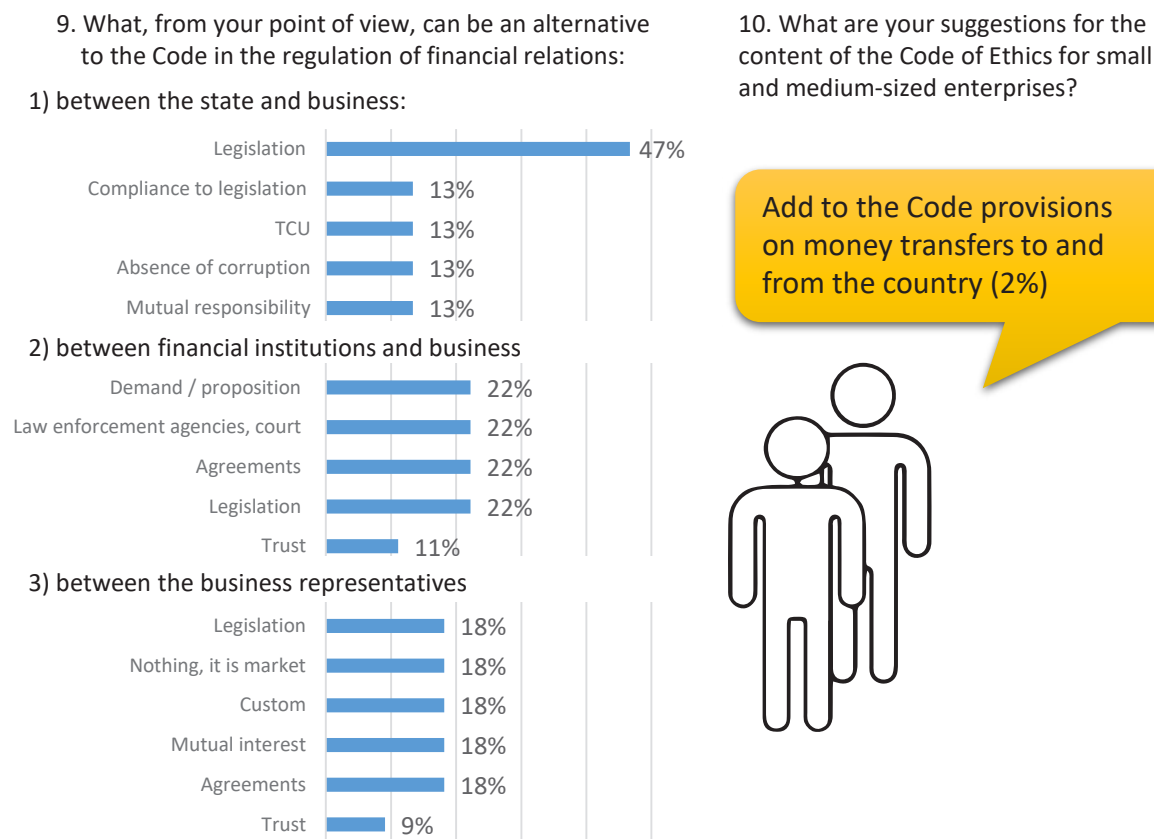 9. What, from your point of view, can be an alternative
to the Code in the regulation of financial relations:
1) between the state and business:
Legislation 47%
Compliance to legislation 13%
TCU 13%
Absence of corruption 13%
Mutual responsibility 13%
2) between financial institutions and business
Demand / proposition 22%
Law enforcement agencies, court 22%
Agreements 22%
Legislation 22%
Trust 11%
3) between the business representatives
Legislation 18%
Nothing, it is market 18%
Custom 18%
Mutual interest 18%
Agreements 18%
Trust 9%
10. What are your suggestions for the
content of the Code of Ethics for small
and medium-sized enterprises?
Add to the Code provisions
on money transfers to and
from the country (2%)